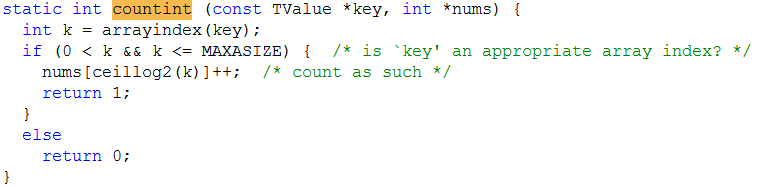 static int countint (const TValue *key, int *nums) {
  int k = arrayindex(key);
  if (0 < k && k <= MAXASIZE) {  /* is `key' an appropriate array index? */
    nums[ceillog2(k)]++;  /* count as such */
    return 1;
  }
  else
    return 0;
}